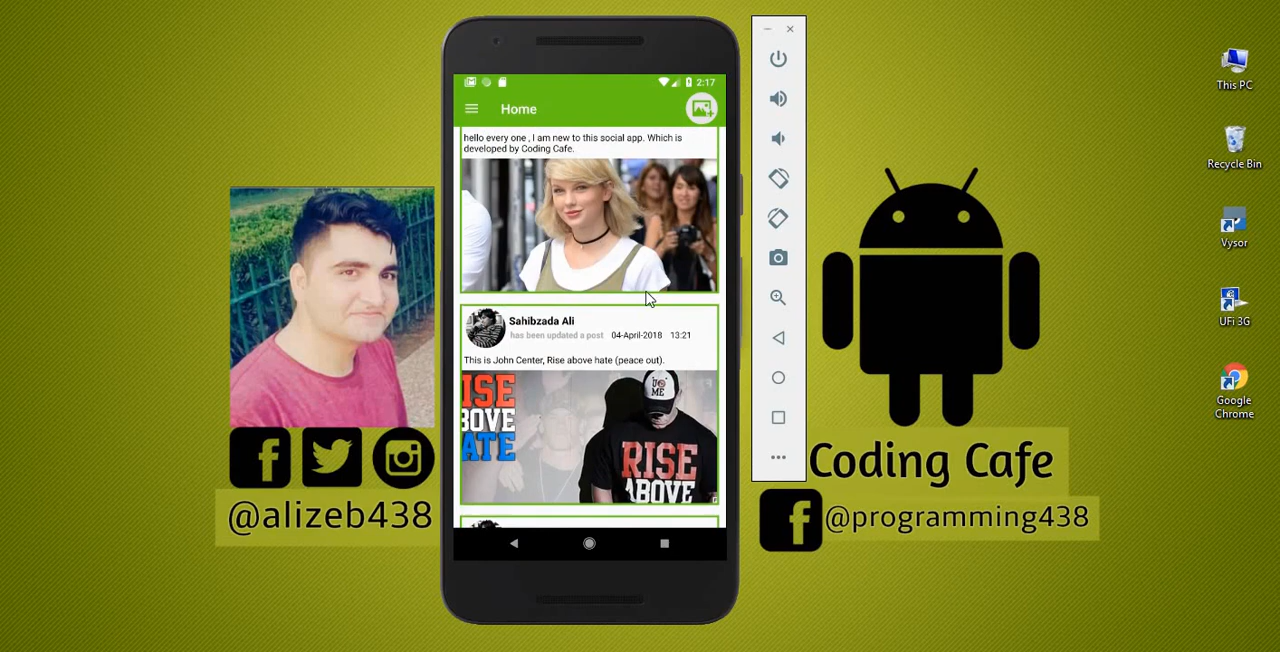 2:17
Home
hello every one , I am new to this social app. Which is
developed by Coding Cafe.
Sahibzada Ali
has been updated a post 04-April-2018 13:21
This is John Center, Rise above hate (peace out).
ISE
BOVE
ATE
U
ME
RISE
ABOVE
@alizeb438
Coding Cafe
@programming438
This PC
Recycle Bin
Vysor
UFi 3G
Google
Chrome